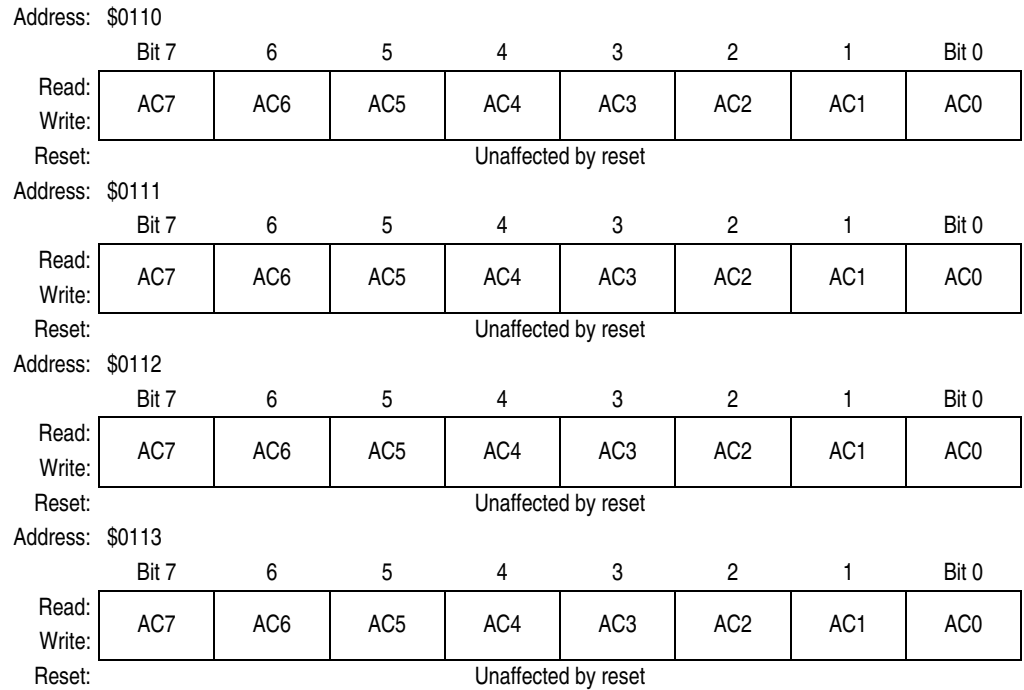 Address: $0110
Bit 7 6 5 4 3 2 1 Bit 0
Read:
AC7 AC6 AC5 AC4 AC3 AC2 AC1 AC0
Write:
Reset: Unaffected by reset
Address: $0111
Bit 7 6 5 4 3 2 1 Bit 0
Read:
AC7 AC6 AC5 AC4 AC3 AC2 AC1 AC0
Write:
Reset: Unaffected by reset
Address: $0112
Bit 7 6 5 4 3 2 1 Bit 0
Read:
AC7 AC6 AC5 AC4 AC3 AC2 AC1 AC0
Write:
Reset: Unaffected by reset
Address: $0113
Bit 7 6 5 4 3 2 1 Bit 0
Read:
AC7 AC6 AC5 AC4 AC3 AC2 AC1 AC0
Write:
Reset: Unaffected by reset